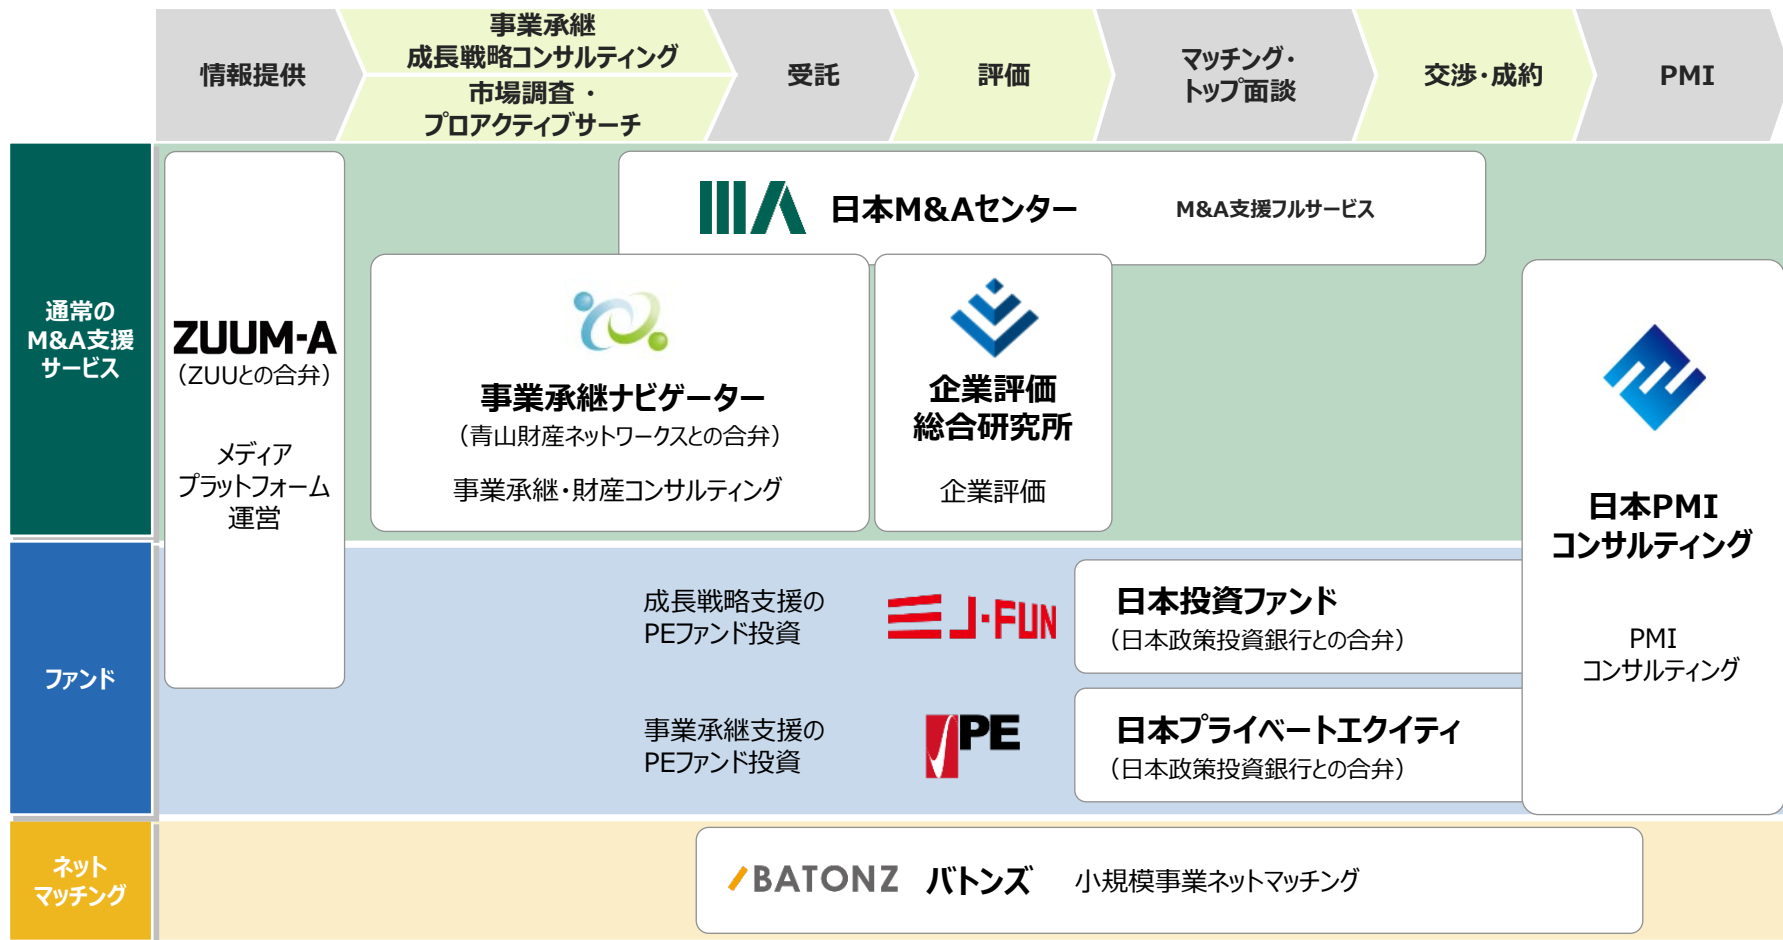 情報提供
事業承継
成長戦略コンサルティング
市場調査 ・
プロアクティブサーチ
受託
評価
マッチング・
トップ面談
交渉・成約
PMI
通常の
M&A支援
サービス
ZUUM-A
（ZUUとの合弁）
メディア
プラットフォーム
運営
日本M&Aセンター
M&A支援フルサービス
事業承継ナビゲーター
（青山財産ネットワークスとの合弁）
事業承継・財産コンサルティング
企業評価
総合研究所
企業評価
日本PMI
コンサルティング
PMI
コンサルティング
ファンド
成長戦略支援の
PEファンド投資
J-FUN
日本投資ファンド
（日本政策投資銀行との合弁）
事業承継支援の
PEファンド投資
PE
日本プライベートエクイティ
（日本政策投資銀行との合弁）
ネット
マッチング
BATONZ
バトンズ
小規模事業ネットマッチング